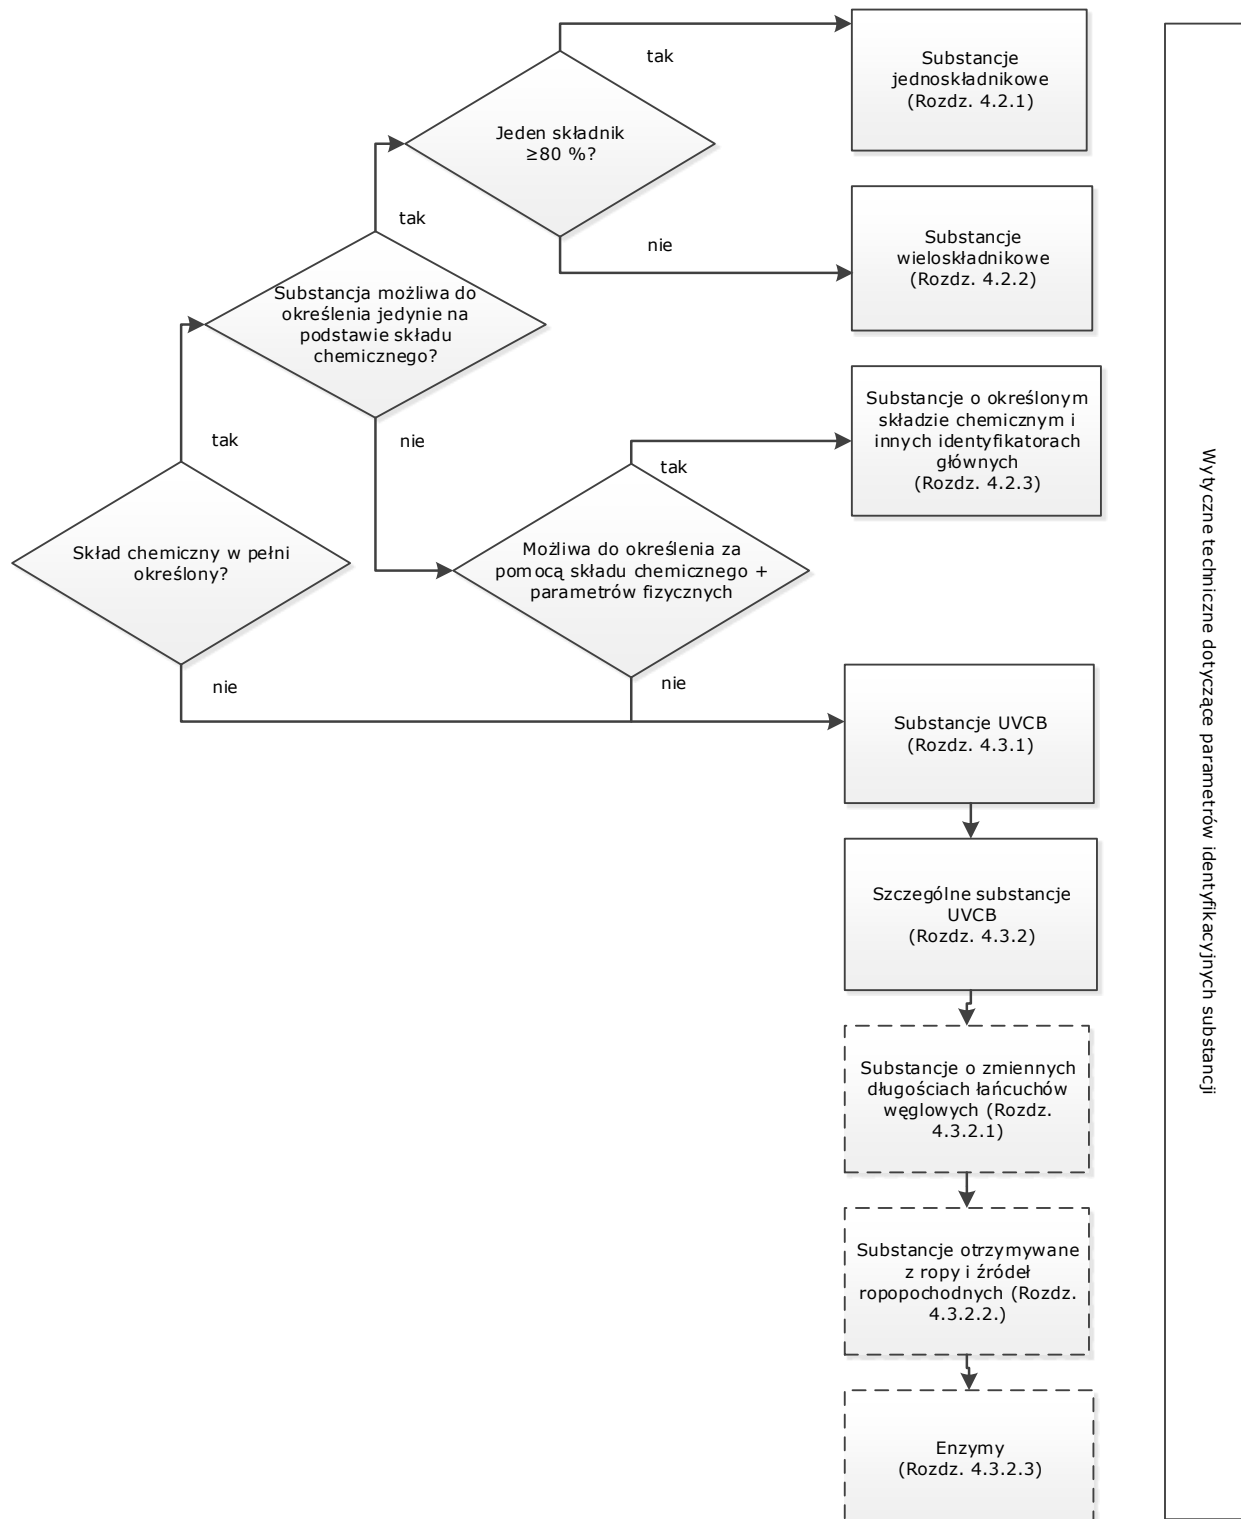 tak
Substancje
jednoskładnikowe
(Rozdz. 4.2.1)
Jeden składnik
≥80 %?
tak
nie
Substancje
wieloskładnikowe
(Rozdz. 4.2.2)
Substancja możliwa do
określenia jedynie na
podstawie składu
chemicznego?
tak
nie
tak
Substancje o określonym
składzie chemicznym i
innych identyfikatorach
głównych
(Rozdz. 4.2.3)
Skład chemiczny w pełni
określony?
Możliwa do określenia za
pomocą składu chemicznego +
parametrów fizycznych
nie
nie
Substancje UVCB
(Rozdz. 4.3.1)
Szczególne substancje
UVCB
(Rozdz. 4.3.2)
Substancje o zmiennych
długościach łańcuchów
węglowych (Rozdz.
4.3.2.1)
Substancje otrzymywane
z ropy i źródeł
ropopochodnych (Rozdz.
4.3.2.2.)
Enzymy
(Rozdz. 4.3.2.3)
Wytyczne techniczne dotyczące parametrów identyfikacyjnych substancji